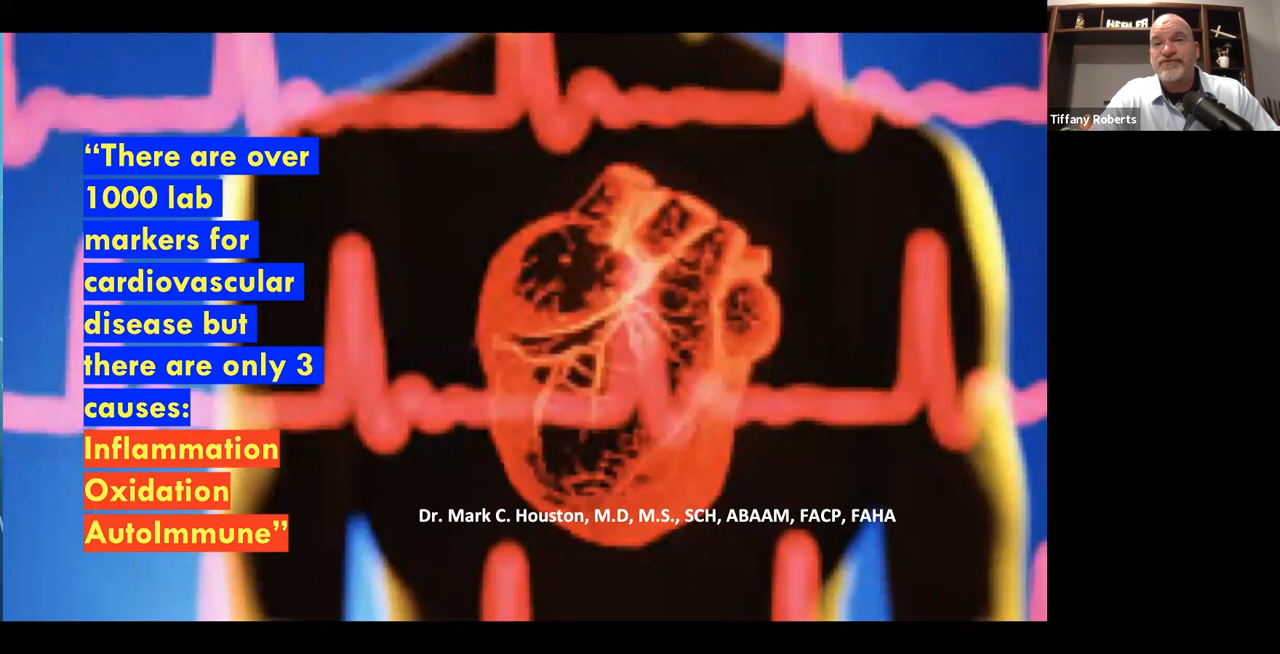 “There are over
1000 lab
markers for
cardiovascular
disease but
there are only 3
causes:
Inflammation
Oxidation
AutoImmune”
Dr. Mark C. Houston, M.D, M.S., SCH, ABAAM, FACP, FAHA
HEALER
Tiffany Roberts